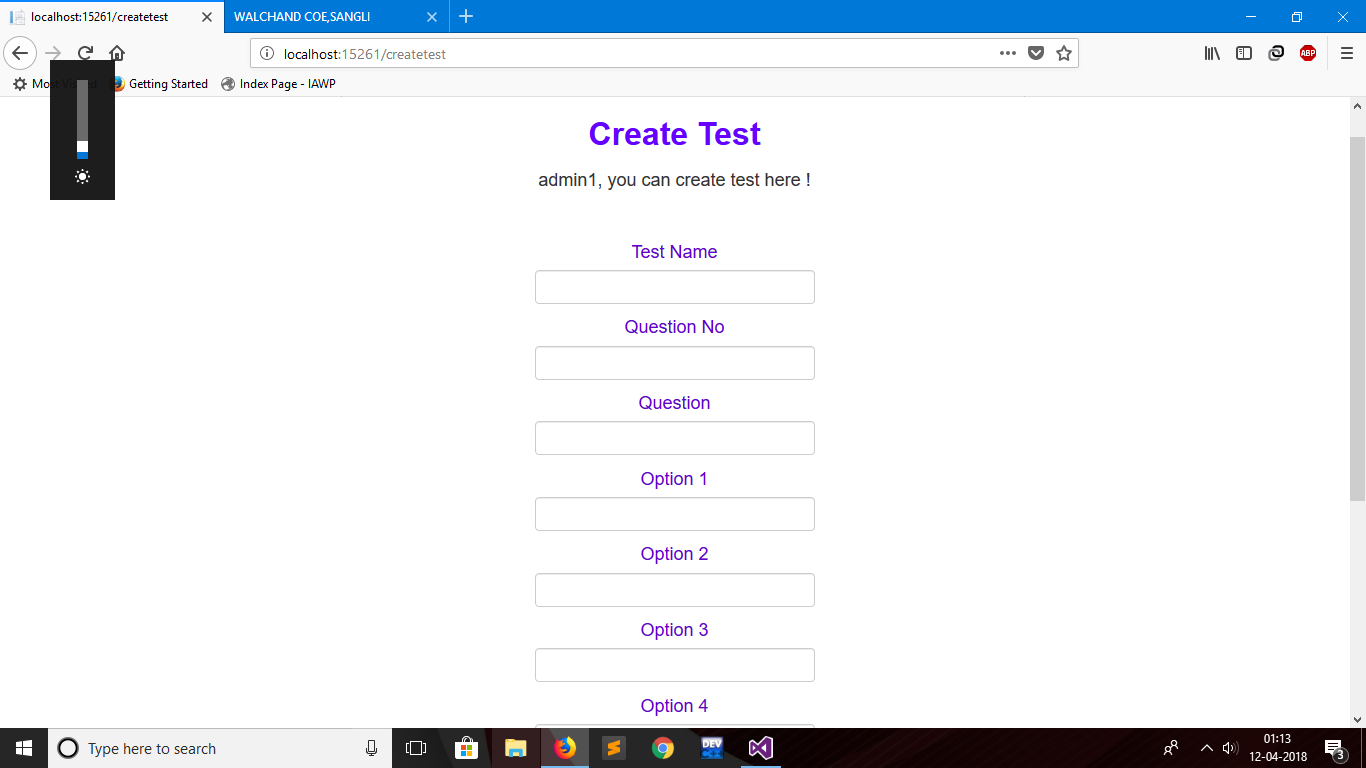 localhost:15261/createtest
WALCHAND COE,SANGLI
localhost:15261/createtest
ABP
Getting Started
Index Page - IAWP
Create Test
admin1, you can create test here !
Test Name
Question No
Question
Option 1
Option 2
Option 3
Option 4
Type here to search
DEV
01:13
12-04-2018
3